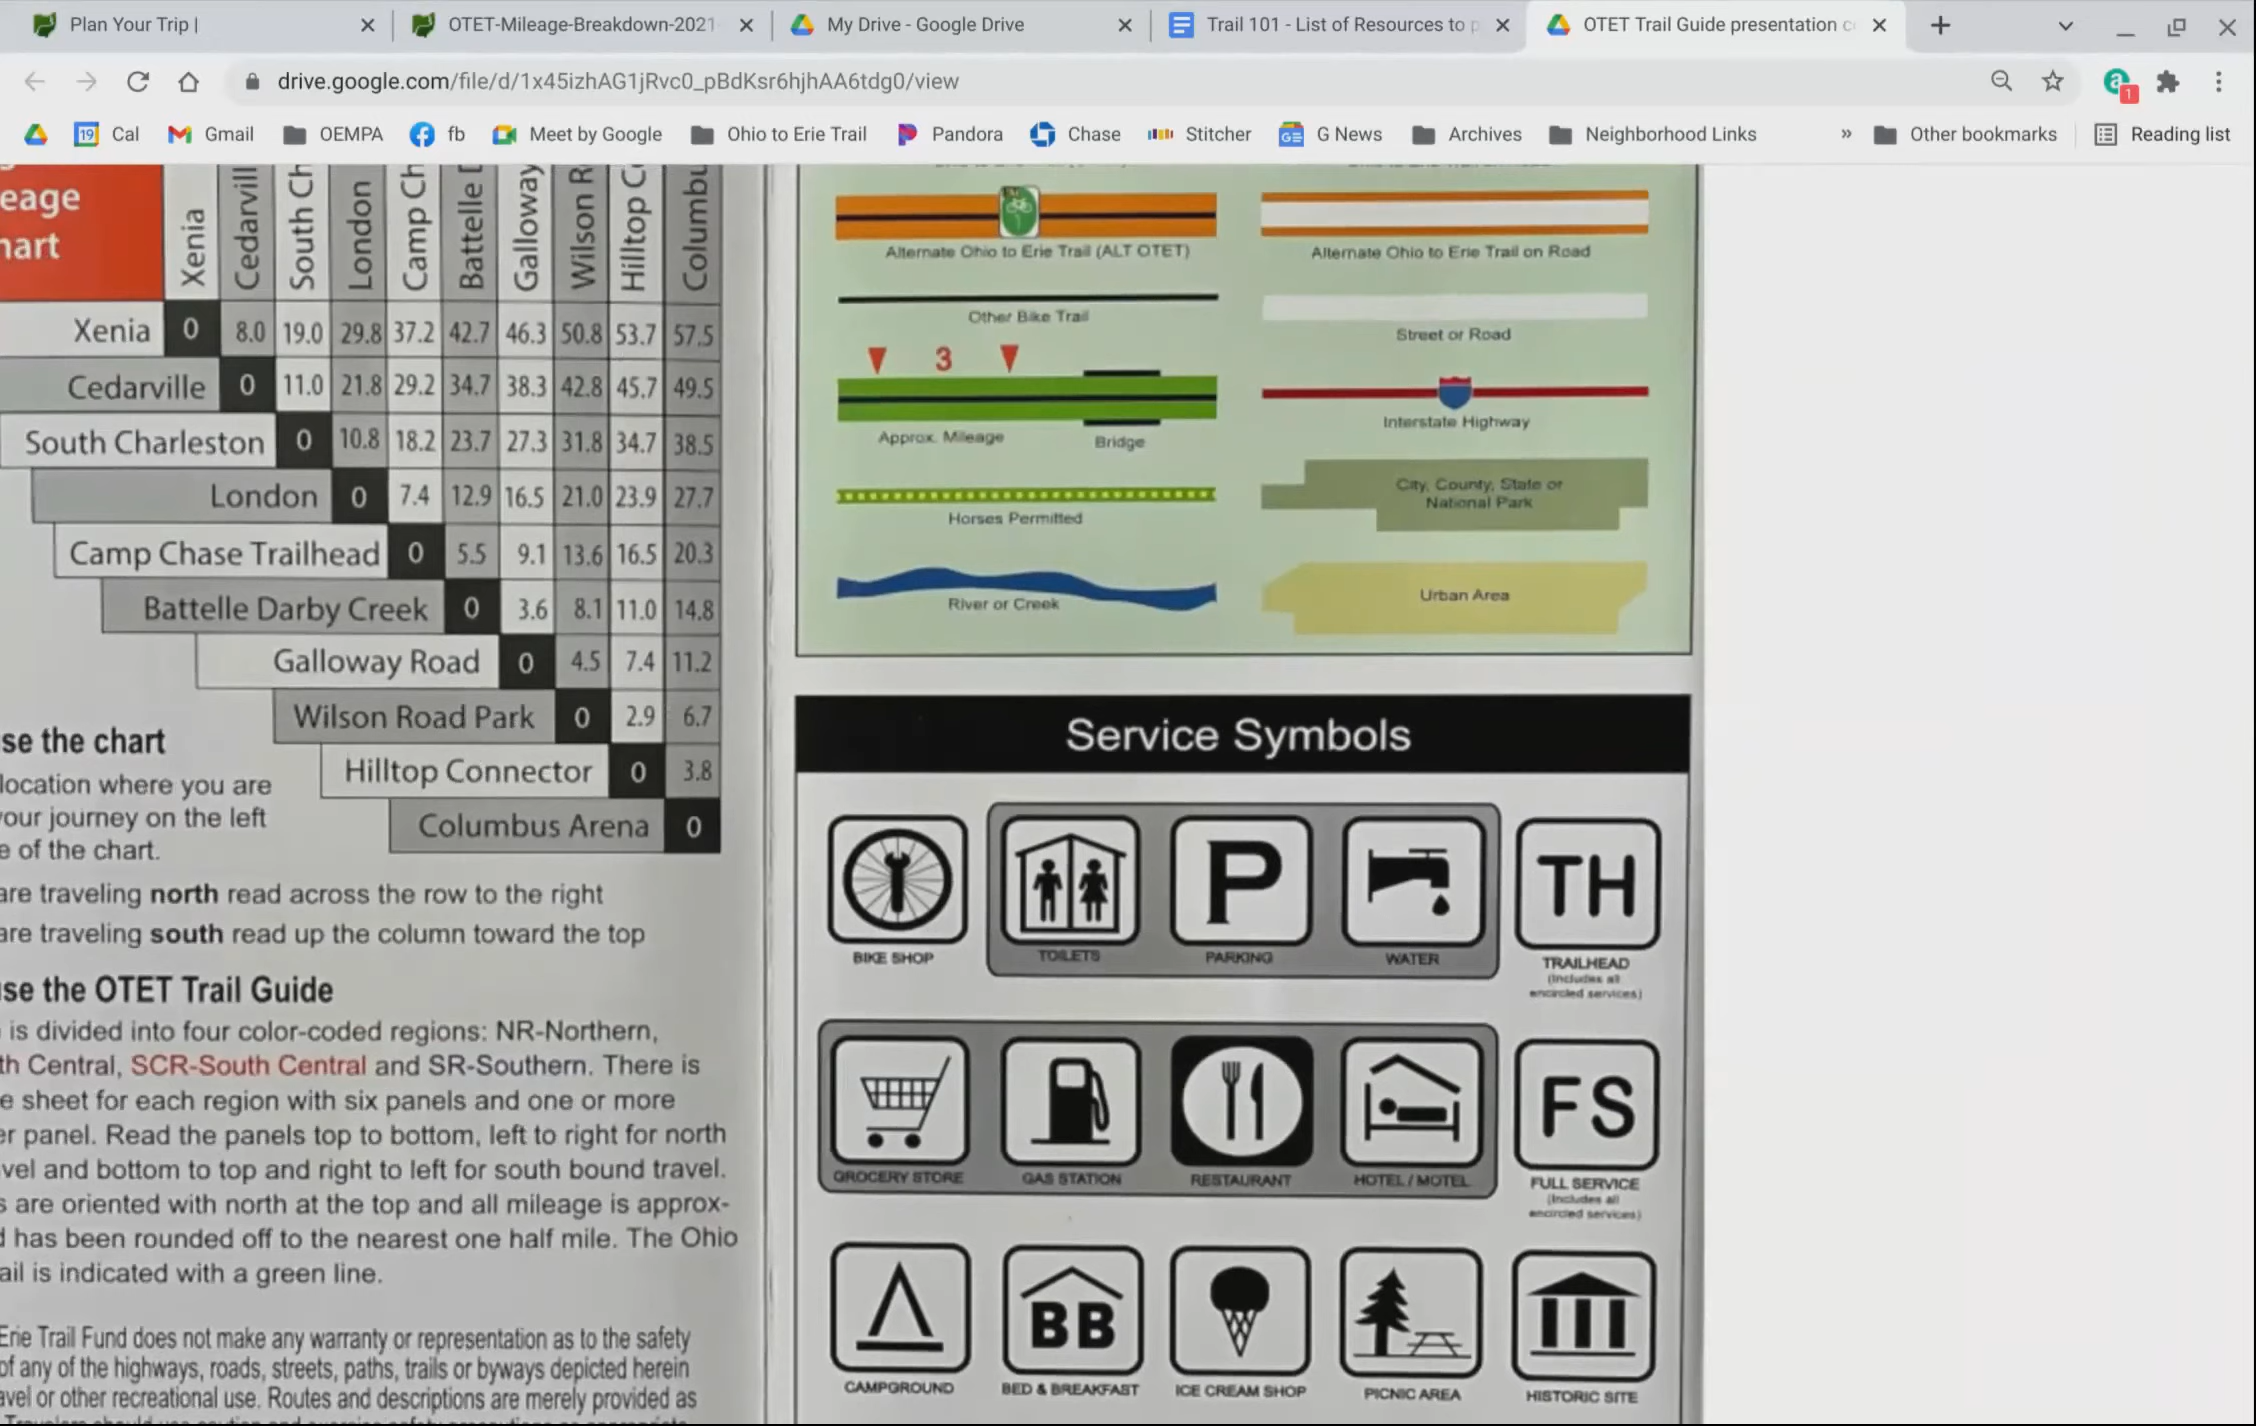 Plan Your Trip |
OTET-Mileage-Breakdown-2021
My Drive - Google Drive
Trail 101 - List of Resources to p
OTET Trail Guide presentation c
drive.google.com/file/d/1x45izhAG1jRvc0_pBdKsr6hjhAA6tdg0/view
1
19 Cal Gmail OEMPA fb Meet by Google Ohio to Erie Trail Pandora Chase Stitcher GE G News Archives Neighborhood Links » Other bookmarks Reading list
eage
hart
Xenia Cedarvill South Ch London Camp Ch Battelle D Galloway Wilson R Hilltop C Columbu
Xenia 0 8.0 19.0 29.8 37.2 42.7 46.3 50.8 53.7 57.5
Cedarville 0 11.0 21.8 29.2 34.7 38.3 42.8 45.7 49.5
South Charleston 0 10.8 18.2 23.7 27.3 31.8 34.7 38.5
London 0 7.4 12.9 16.5 21.0 23.9 27.7
Camp Chase Trailhead 0 5.5 9.1 13.6 16.5 20.3
Battelle Darby Creek 0 3.6 8.1 11.0 14.8
Galloway Road 0 4.5 7.4 11.2
Wilson Road Park 0 2.9 6.7
Hilltop Connector 0 3.8
Columbus Arena 0
se the chart
location where you are
our journey on the left
e of the chart.
are traveling north read across the row to the right
are traveling south read up the column toward the top
use the OTET Trail Guide
is divided into four color-coded regions: NR-Northern,
th Central, SCR-South Central and SR-Southern. There is
e sheet for each region with six panels and one or more
er panel. Read the panels top to bottom, left to right for north
vel and bottom to top and right to left for south bound travel.
s are oriented with north at the top and all mileage is approx-
d has been rounded off to the nearest one half mile. The Ohio
ail is indicated with a green line.
Erie Trail Fund does not make any warranty or representation as to the safety
of any of the highways, roads, streets, paths, trails or byways depicted herein
avel or other recreational use. Routes and descriptions are merely provided as
Alternate Ohio to Erie Trail (ALT OTET)
Alternate Ohio to Erie Trail on Road
Other Bike Trail
Street or Road
3
Approx. Mileage
Bridge
Interstate Highway
Horses Permitted
City, County, State or
National Park
River or Creek
Urban Area
Service Symbols
P TH
BIKE SHOP TOILETS PARKING WATER TRAILHEAD
(Includes all
encircled services)
FS
GROCERY STORE GAS STATION RESTAURANT HOTEL / MOTEL FULL SERVICE
(Includes all
encircled services)
BB
CAMPGROUND BED & BREAKFAST ICE CREAM SHOP PICNIC AREA HISTORIC SITE